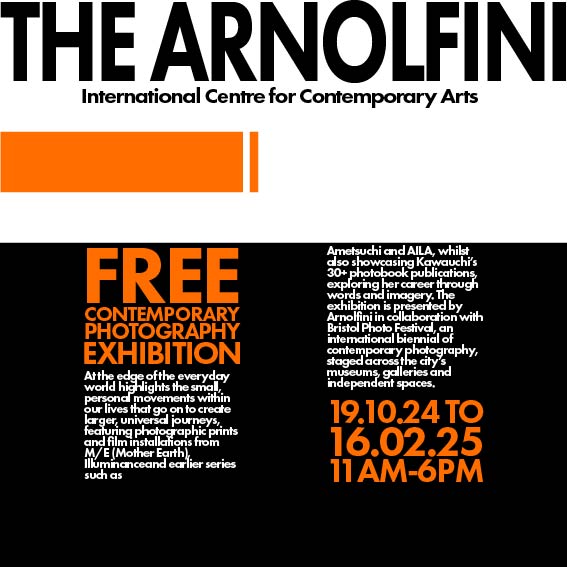 THE ARNOLFINI
International Centre for Contemporary Arts
FREE
CONTEMPORARY
PHOTOGRAPHY
EXHIBITION
At the edge of the everyday
world highlights the small,
personal movements within
our lives that go on to create
larger, universal journeys,
featuring photographic prints
and film installations from
M/E (Mother Earth),
Illuminanceand earlier series
such as
Ametsuchi and AILA, whilst
also showcasing Kawauchi's
30+ photobook publications,
exploring her career through
words and imagery. The
exhibition is presented by
Arnolfini in collaboration with
Bristol Photo Festival, an
international biennial of
contemporary photography,
staged across the city's
museums, galleries and
independent spaces.
19.10.24 TO
16.02.25
11 AM-6PM